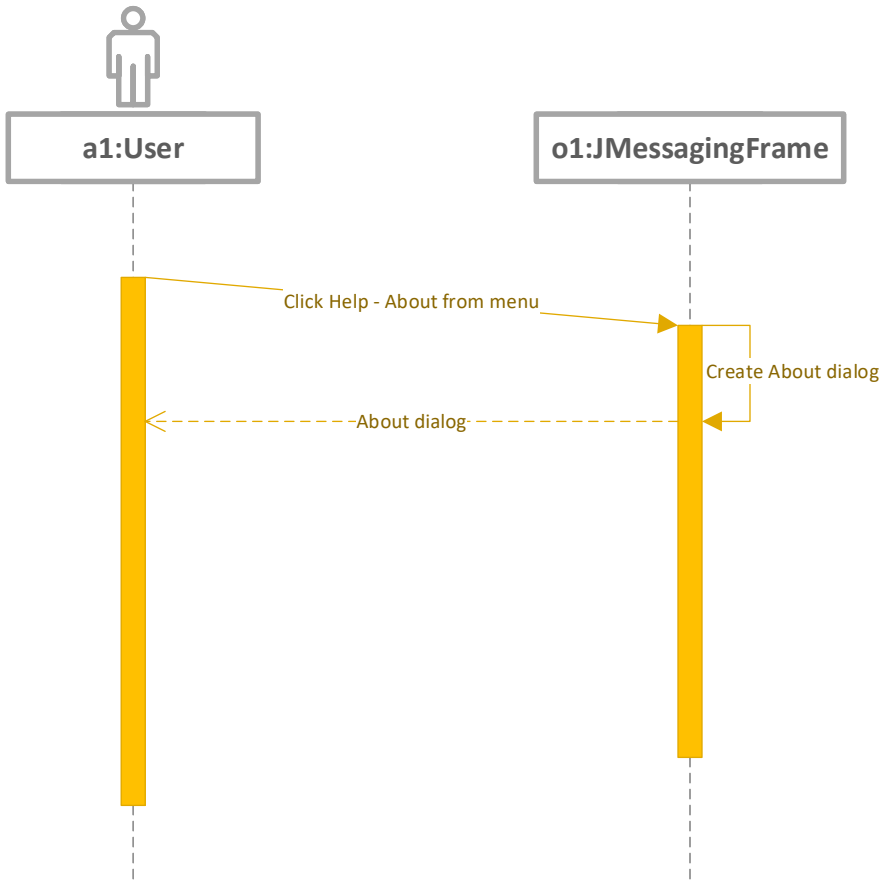 a1:User
o1:JMessagingFrame
Click Help - About from menu
Create About dialog
About dialog